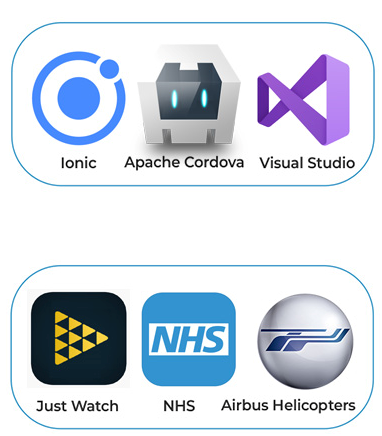 Ionic Apache Cordova Visual Studio
NHS
Just Watch NHS Airbus Helicopters